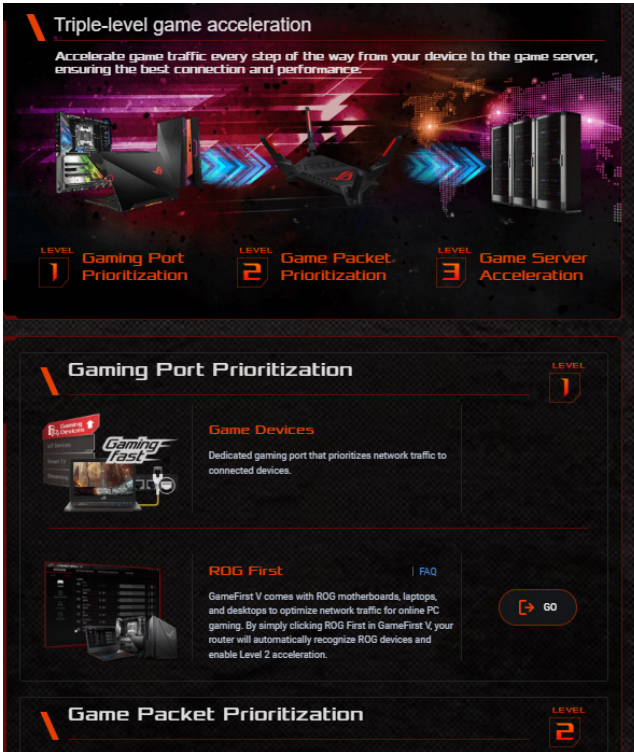 Triple-level game acceleration
Accelerate game traffic every step of the way from your device to the game server,
ensuring the best connection and performance.
LEVEL
1
Gaming Port
Prioritization
LEVEL
2
Game Packet
Prioritization
LEVEL
3
Game Server
Acceleration
Gaming Port Prioritization
LEVEL
1
Gaming
Devices
IoT Devices
Smart TV
Streaming
Gaming
fast
Game Devices
Dedicated gaming port that prioritizes network traffic to
connected devices.
ROG First
| FAQ
GameFirst V comes with ROG motherboards, laptops,
and desktops to optimize network traffic for online PC
gaming. By simply clicking ROG First in GameFirst V, your
router will automatically recognize ROG devices and
enable Level 2 acceleration.
GO
Game Packet Prioritization
LEVEL
2